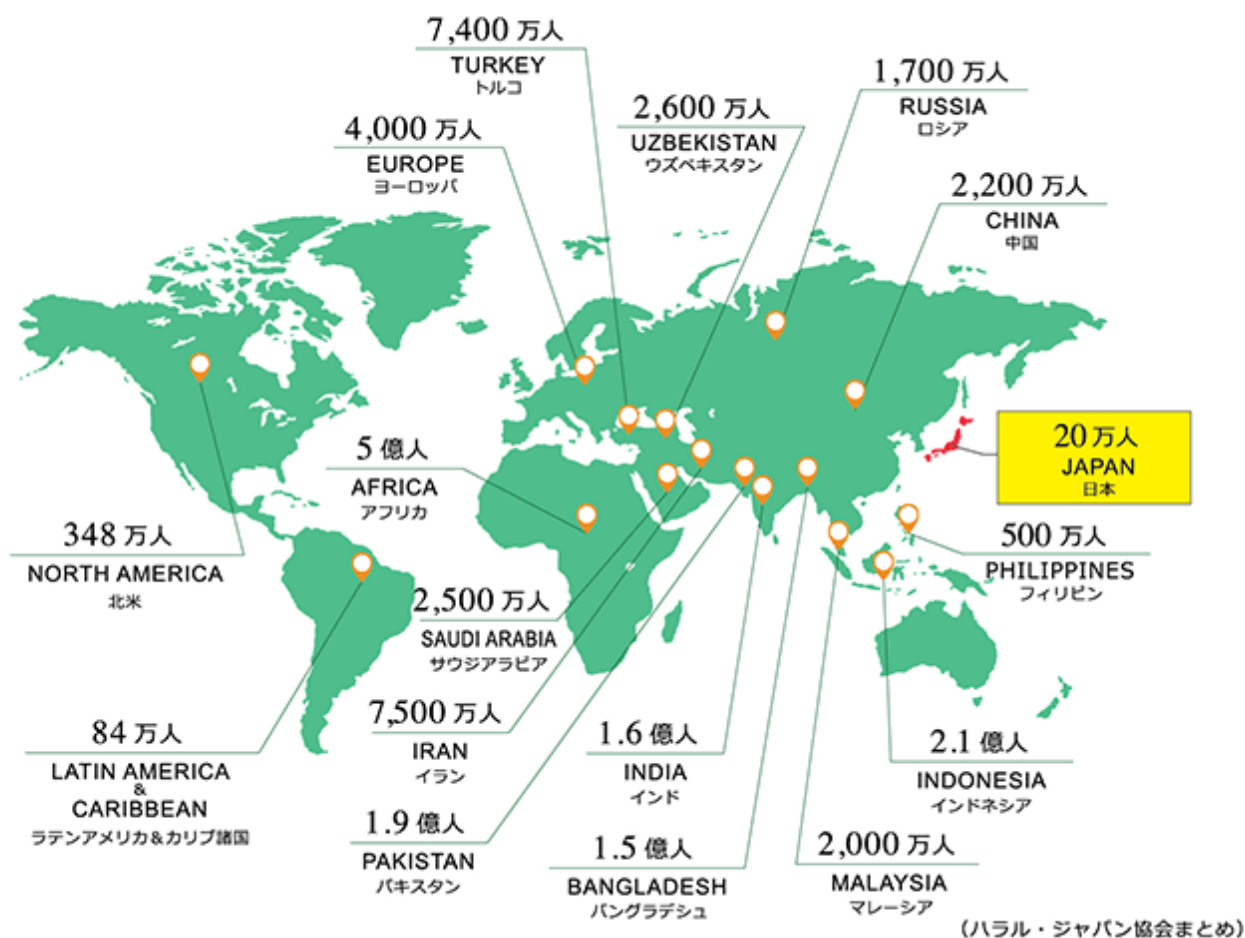 7,400 万人
TURKEY
トルコ
1,700 万人
RUSSIA
ロシア
2,600 万人
UZBEKISTAN
ウズベキスタン
4,000 万人
EUROPE
ヨーロッパ
2,200 万人
CHINA
中国
20 万人
JAPAN
日本
5 億人
AFRICA
アフリカ
348 万人
NORTH AMERICA
北米
500 万人
PHILIPPINES
フィリピン
2,500 万人
SAUDI ARABIA
サウジアラビア
7,500 万人
IRAN
イラン
84 万人
LATIN AMERICA
&
CARIBBEAN
ラテンアメリカ&カリブ諸国
1.6 億人
INDIA
インド
2.1 億人
INDONESIA
インドネシア
1.9 億人
PAKISTAN
パキスタン
1.5 億人
BANGLADESH
バングラデシュ
2,000 万人
MALAYSIA
マレーシア
(ハラル・ジャパン協会まとめ)